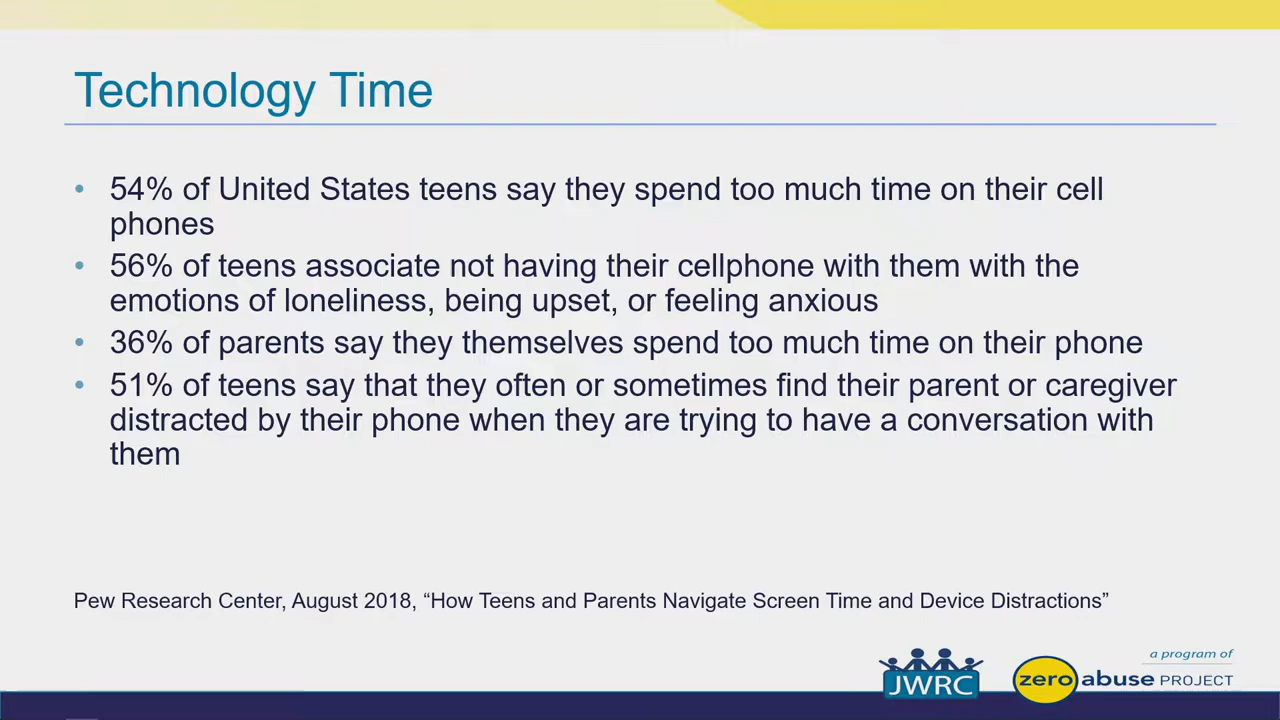 Technology Time
• 54% of United States teens say they spend too much time on their cell
phones
• 56% of teens associate not having their cellphone with them with the
emotions of loneliness, being upset, or feeling anxious
• 36% of parents say they themselves spend too much time on their phone
• 51% of teens say that they often or sometimes find their parent or caregiver
distracted by their phone when they are trying to have a conversation with
them
Pew Research Center, August 2018, “How Teens and Parents Navigate Screen Time and Device Distractions”
JWRC
a program of
zero abuse PROJECT